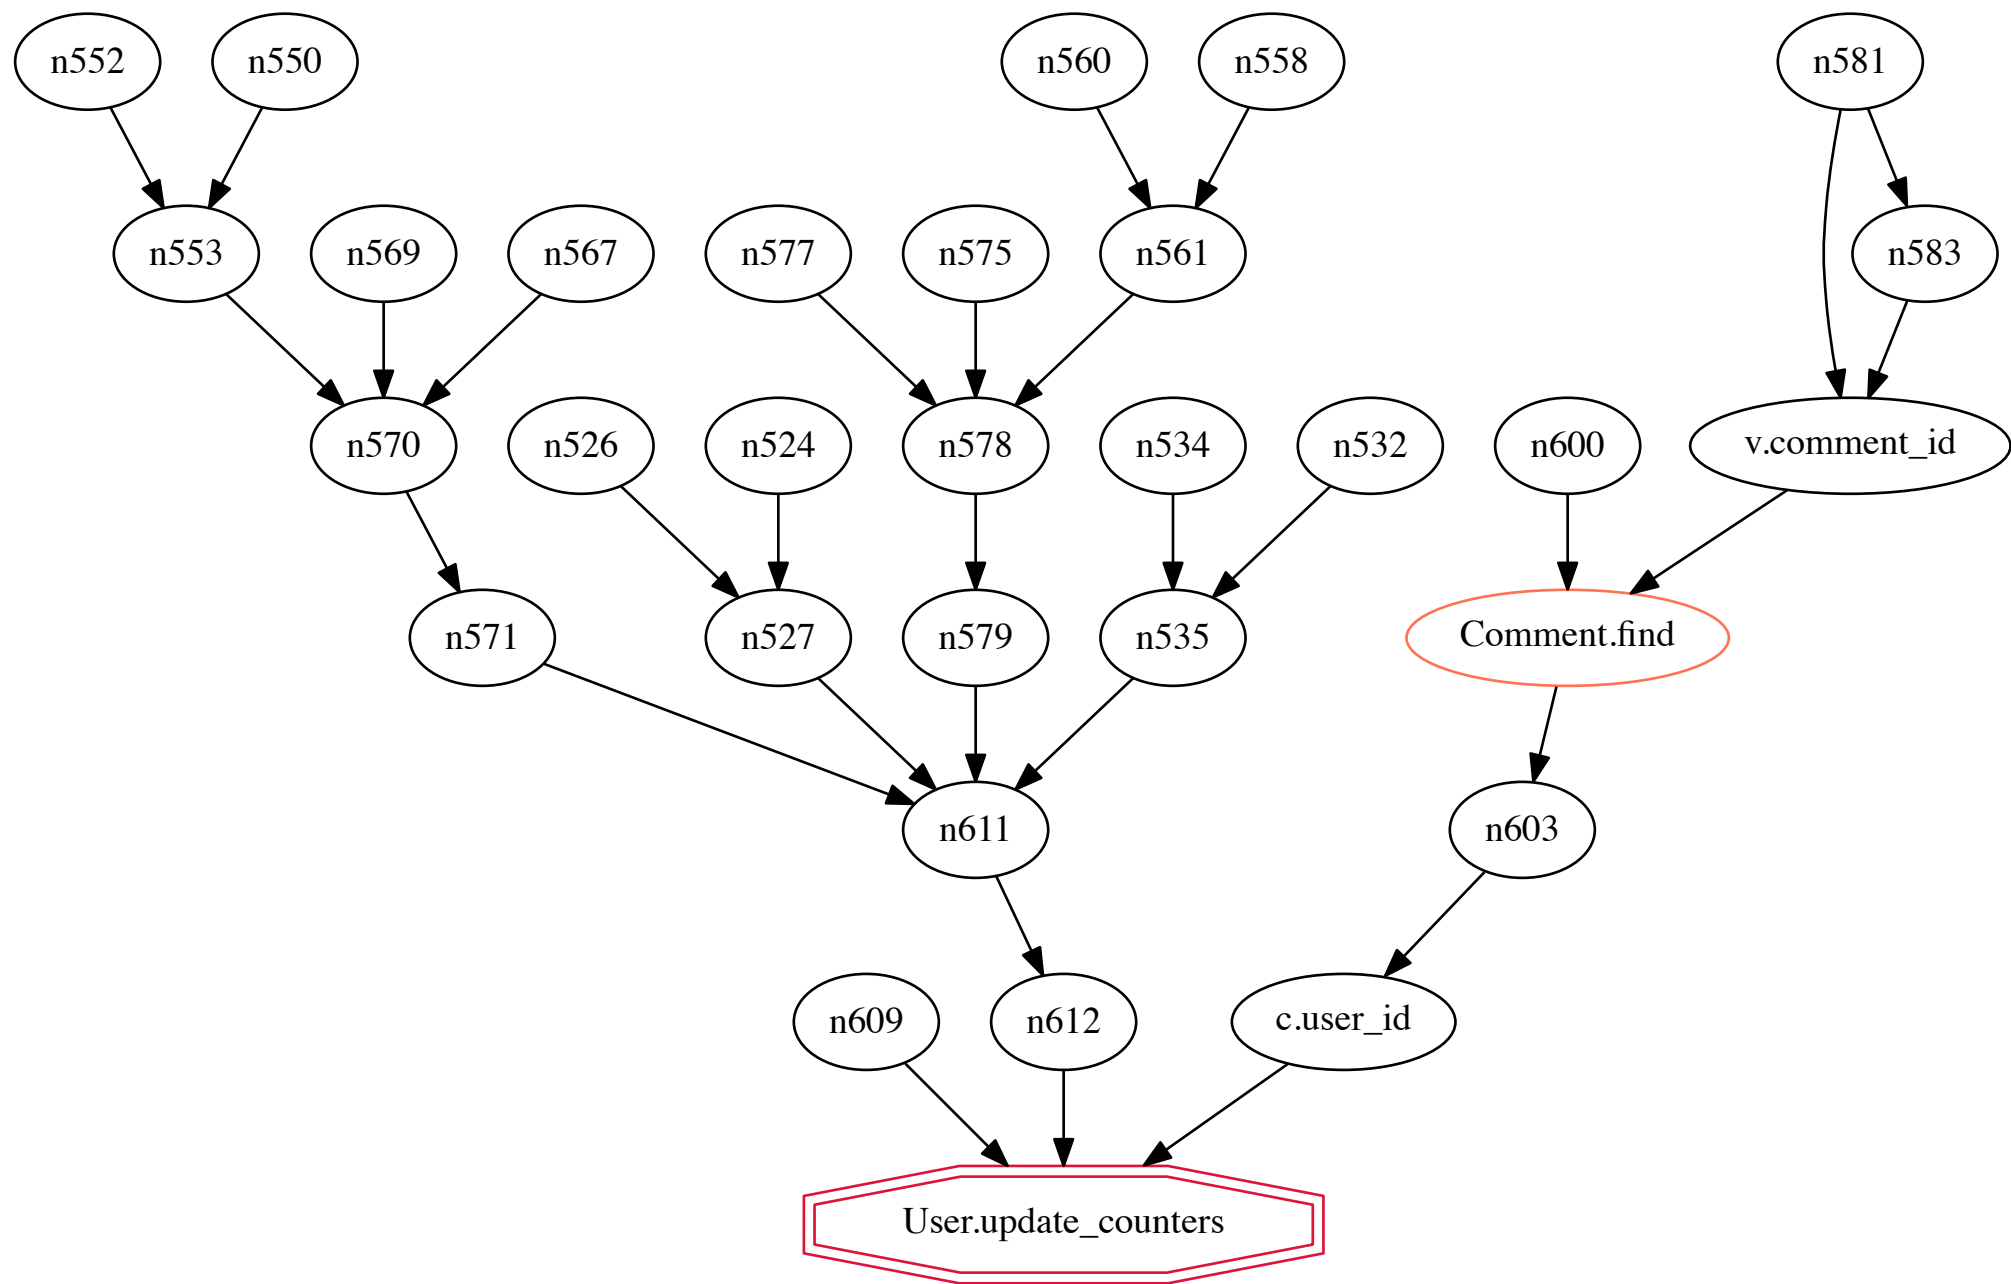 n552
n550
n560
n558
n581
n553
n569
n567
n577
n575
n561
n583
n570
n526
n524
n578
n534
n532
n600
v.comment_id
n571
n527
n579
n535
Comment.find
n611
n603
n609
n612
c.user_id
User.update_counters